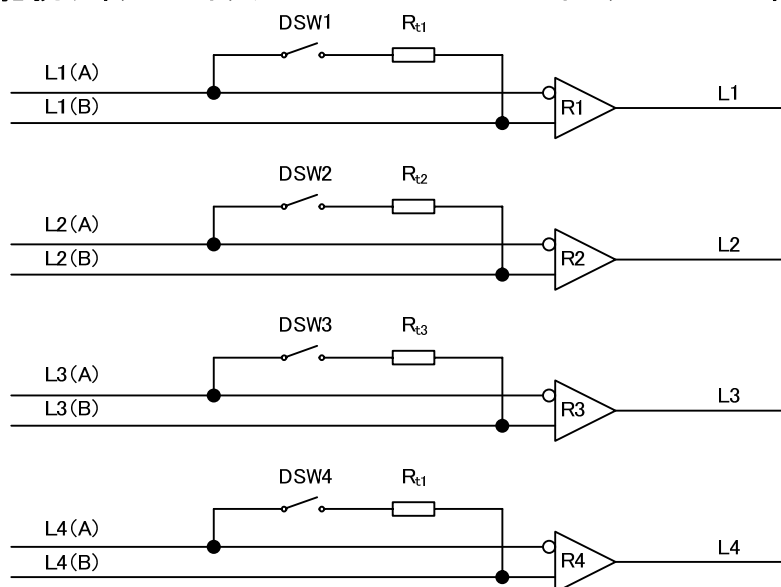 DSW1 Rt1
L1(A)
L1(B)
R1
L1
DSW2 Rt2
L2(A)
L2(B)
R2
L2
DSW3 Rt3
L3(A)
L3(B)
R3
L3
DSW4 Rt1
L4(A)
L4(B)
R4
L4